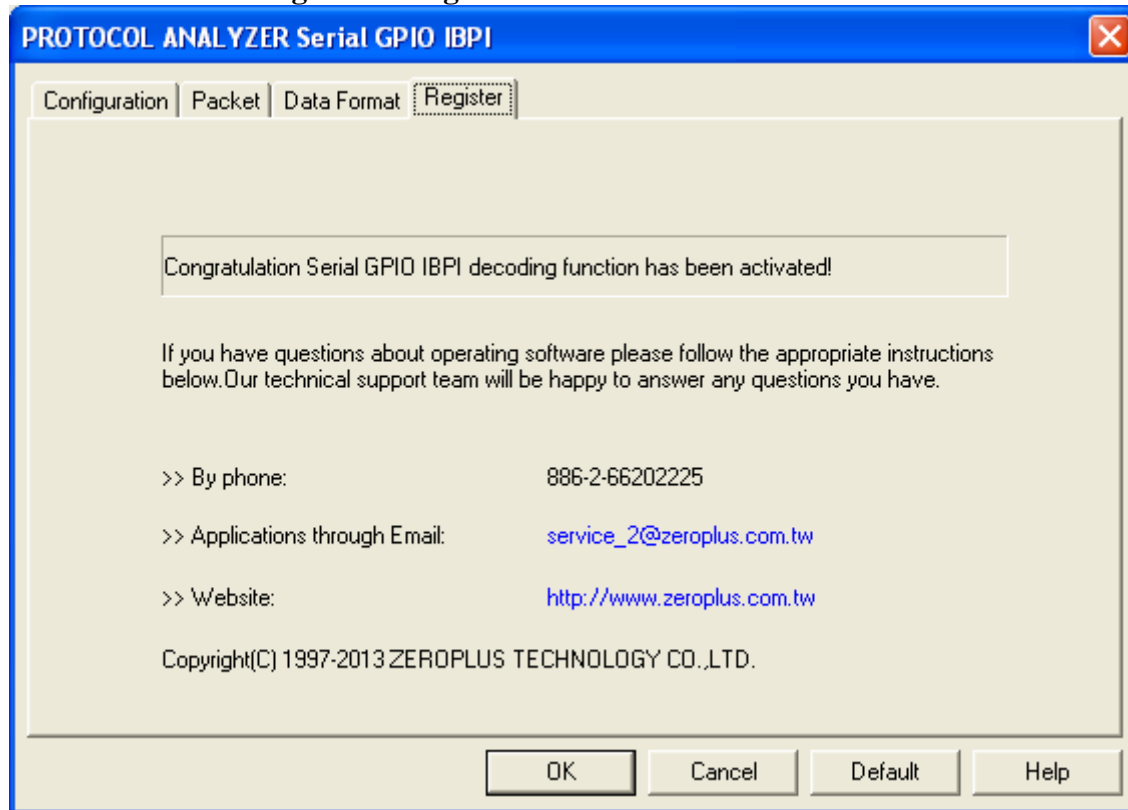 PROTOCOL ANALYZER Serial GPIO IBPI
Configuration Packet Data Format Register
Congratulation Serial GPIO IBPI decoding function has been activated!
If you have questions about operating software please follow the appropriate instructions
below.Our technical support team will be happy to answer any questions you have.
>> By phone: 886-2-66202225
>> Applications through Email: service_2@zeroplus.com.tw
>> Website: http://www.zeroplus.com.tw
Copyright(C) 1997-2013 ZEROPLUS TECHNOLOGY CO.,LTD.
OK Cancel Default Help